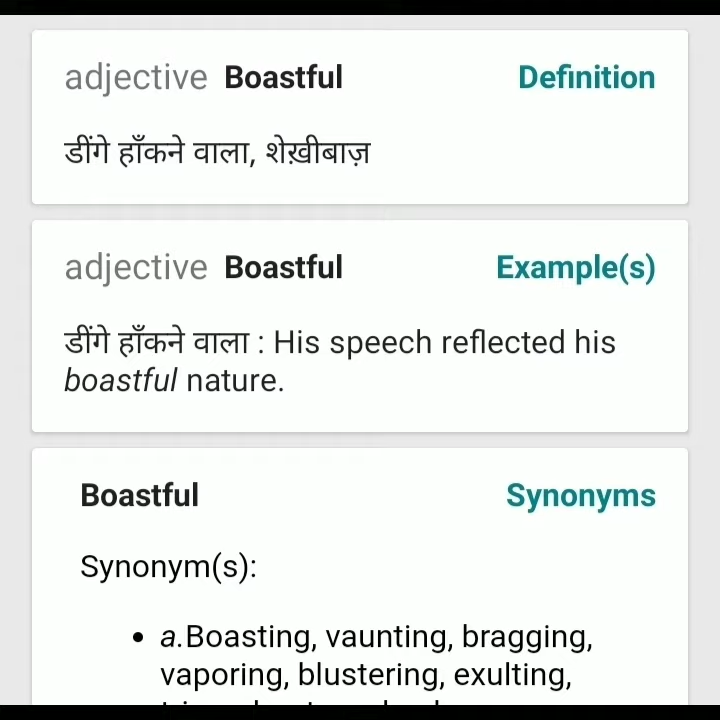 adjective Boastful Definition
डींगे हाँकने वाला, शेख़ीबाज़
adjective Boastful Example(s)
डींगे हाँकने वाला : His speech reflected his
boastful nature.
Boastful Synonyms
Synonym(s):
• a.Boasting, vaunting, bragging,
vaporing, blustering, exulting,